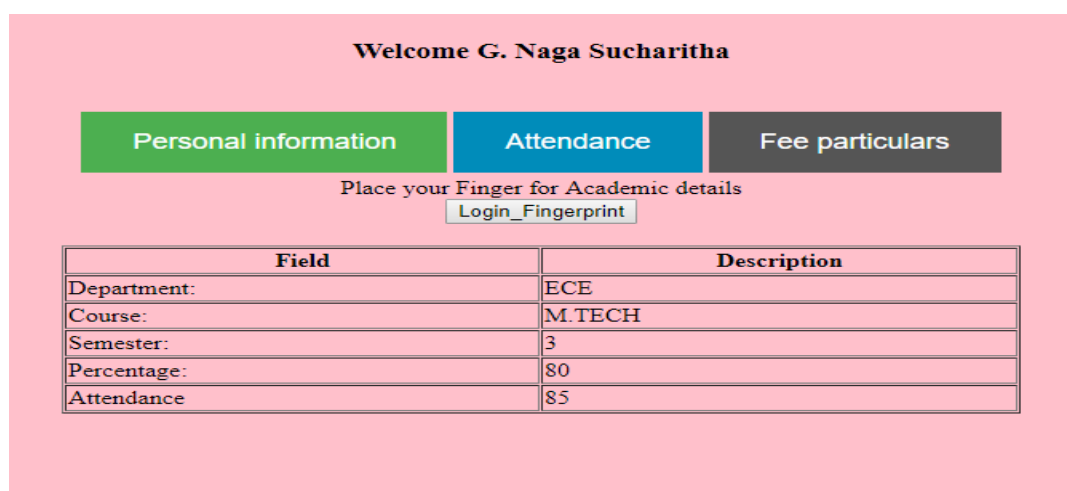 Welcome G. Naga Sucharitha
Personal information Attendance Fee particulars
Place your Finger for Academic details
Login_Fingerprint
Field Description
Department: ECE
Course: M.TECH
Semester: 3
Percentage: 80
Attendance 85